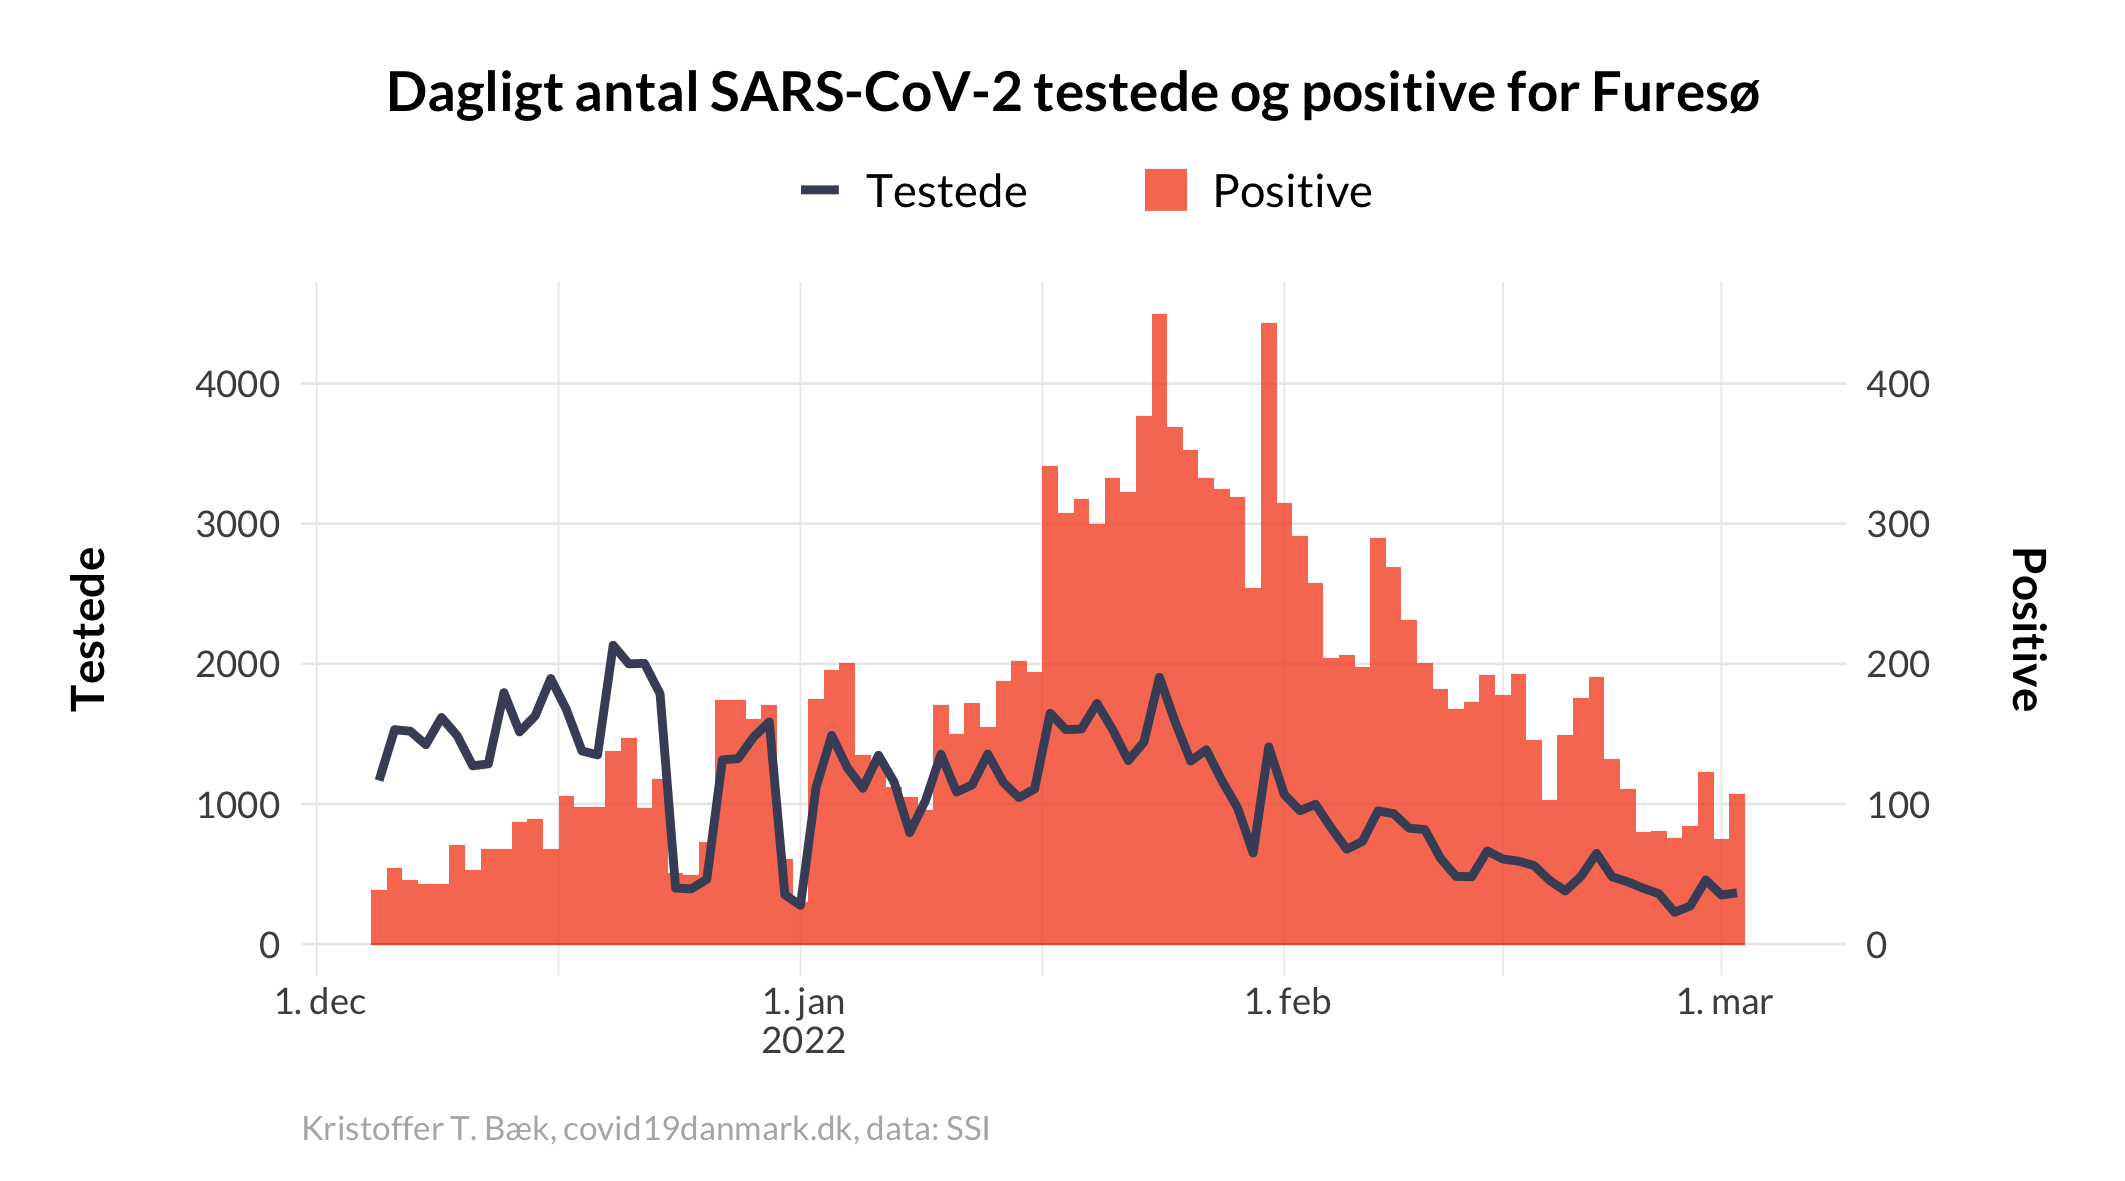 Dagligt antal SARS-CoV-2 testede og positive for Furesø
Testede
Positive
Testede
4000
3000
2000
1000
0
400
300
200
100
0
Positive
1. dec
1. jan
2022
1. feb
1. mar
Kristoffer T. Bæk, covid19danmark.dk, data: SSI